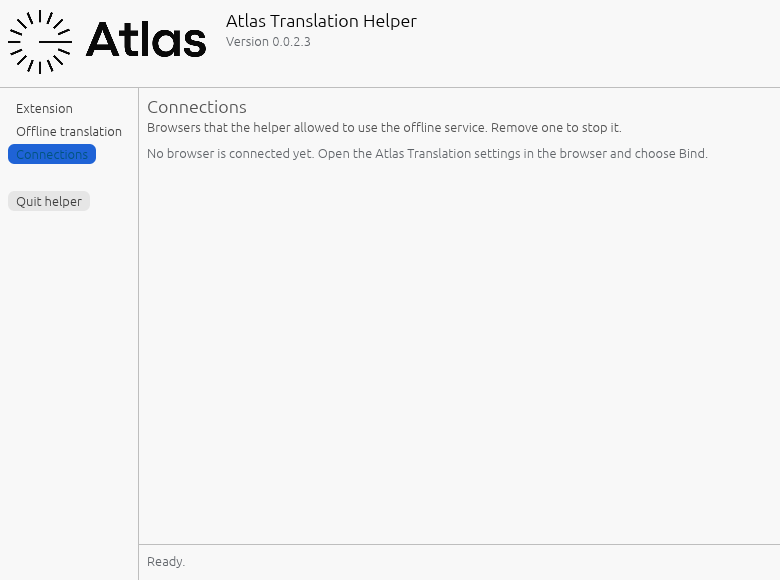 Atlas
Atlas Translation Helper
Version 0.0.2.3
Extension
Offline translation
Connections
Quit helper
Connections
Browsers that the helper allowed to use the offline service. Remove one to stop it.
No browser is connected yet. Open the Atlas Translation settings in the browser and choose Bind.
Ready.